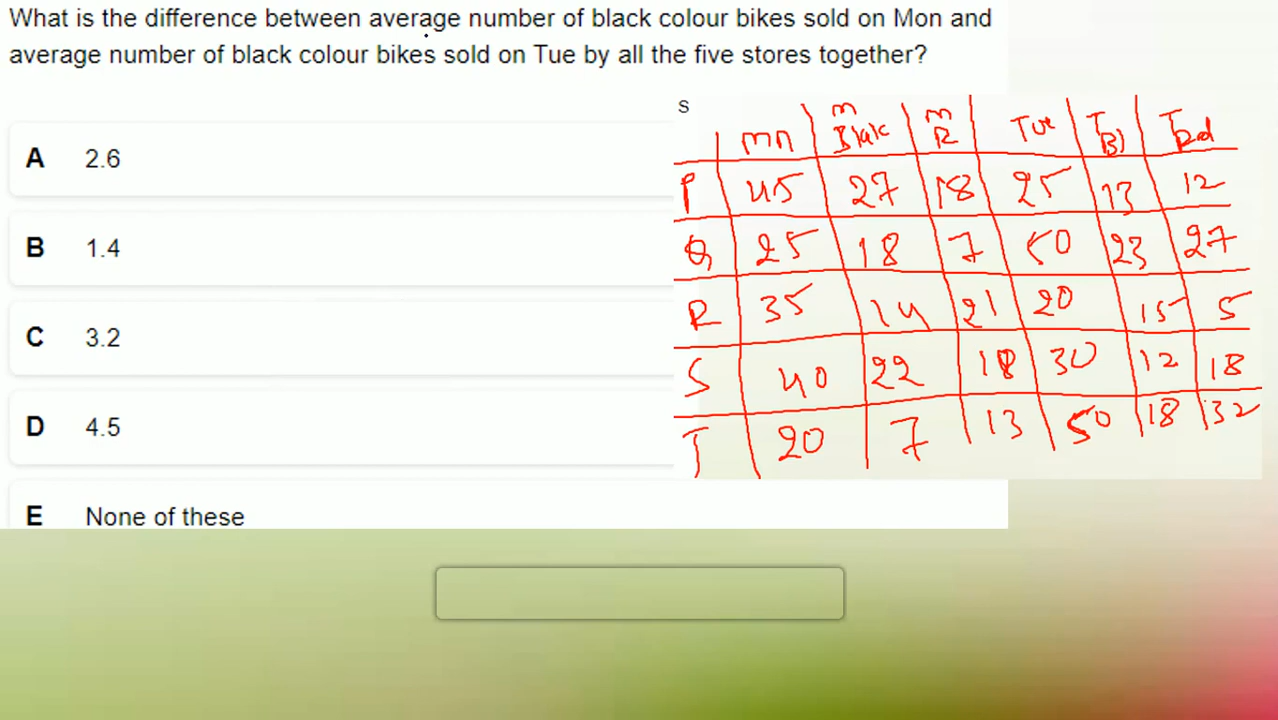 What is the difference between average number of black colour bikes sold on Mon and
average number of black colour bikes sold on Tue by all the five stores together?
A 2.6
B 1.4
C 3.2
D 4.5
E None of these
S
mn m Blak m R Tue T Bl T Red
P 45 27 18 25 13 12
Q 25 18 7 50 23 27
R 35 14 21 20 15 5
S 40 22 18 30 12 18
T 20 7 13 50 18 32